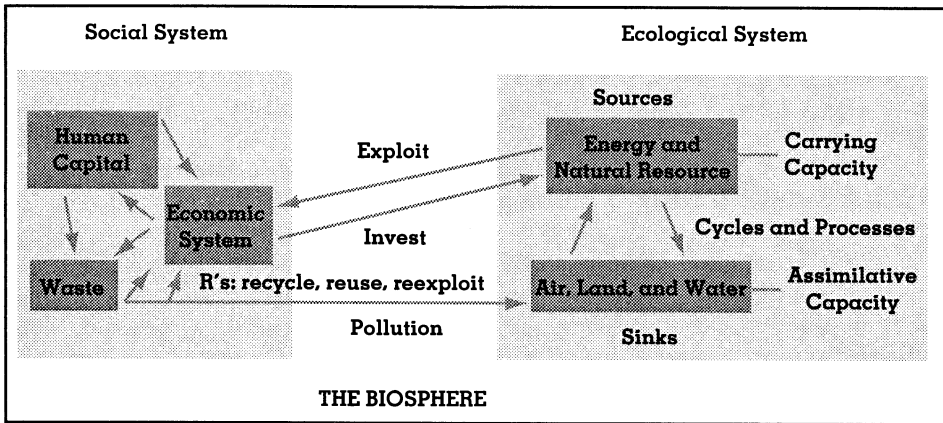 Social System
Ecological System
Sources
Human
Capital
Exploit
Energy and
Natural Resource
Carrying
Capacity
Economic
System
Invest
Cycles and Processes
Waste
R's: recycle, reuse, reexploit
Air, Land, and Water
Assimilative
Capacity
Pollution
Sinks
THE BIOSPHERE